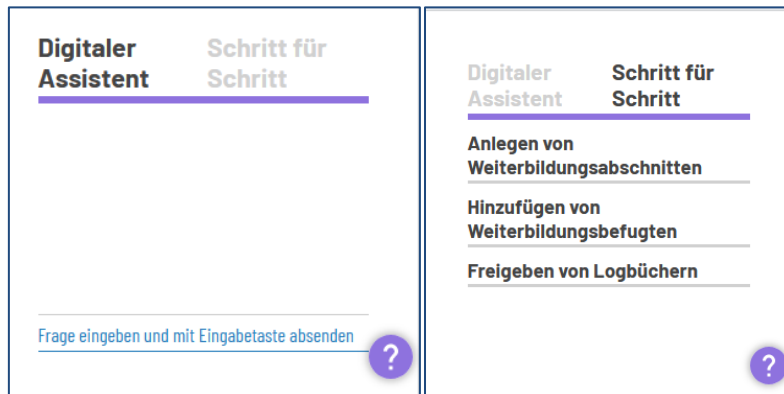 Digitaler
Assistent
Schritt für
Schritt
Frage eingeben und mit Eingabetaste absenden
?
Digitaler
Assistent
Schritt für
Schritt
Anlegen von
Weiterbildungsabschnitten
Hinzufügen von
Weiterbildungsbefugten
Freigeben von Logbüchern
?